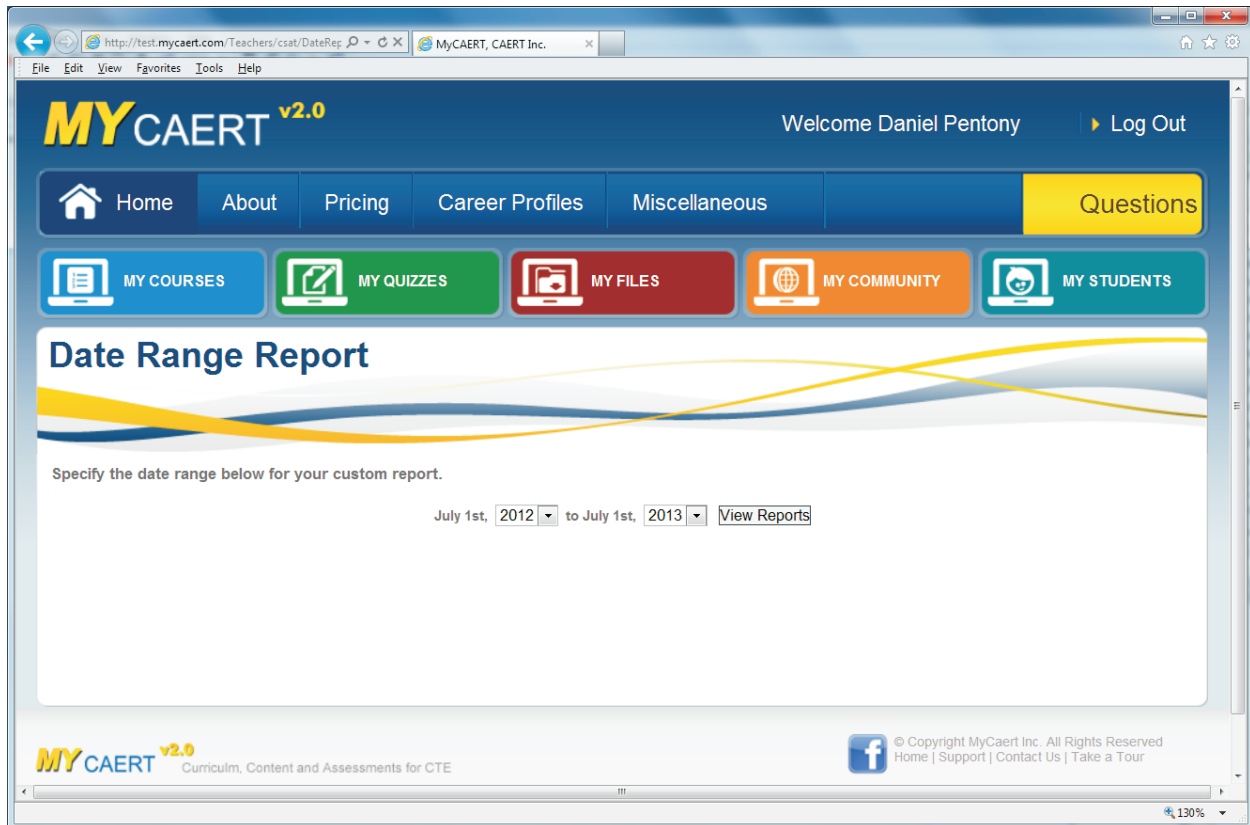 http://test.mycaert.com/Teachers/csat/DateRep
MyCAERT, CAERT Inc.
File Edit View Favorites Tools Help
MYCAERT v2.0
Welcome Daniel Pentony
Log Out
Home About Pricing Career Profiles Miscellaneous Questions
MY COURSES MY QUIZZES MY FILES MY COMMUNITY MY STUDENTS
Date Range Report
Specify the date range below for your custom report.
July 1st, 2012 to July 1st, 2013 View Reports
MYCAERT v2.0
Curriculm, Content and Assessments for CTE
© Copyright MyCaert Inc. All Rights Reserved
Home | Support | Contact Us | Take a Tour
130%